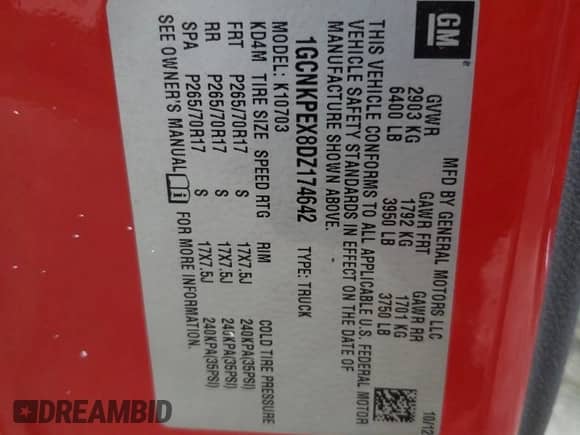 GM
®
MFD BY GENERAL MOTORS LLC
10/12
GVWR GAWR FRT GAWR RR
2903 KG 1792 KG 1701 KG
6400 LB 3950 LB 3750 LB
THIS VEHICLE CONFORMS TO ALL APPLICABLE U.S. FEDERAL MOTOR
VEHICLE SAFETY STANDARDS IN EFFECT ON THE DATE OF
MANUFACTURE SHOWN ABOVE.
1GCNKPEX8DZ174642 TYPE: TRUCK
MODEL: K10703
KD4M TIRE SIZE SPEED RTG RIM COLD TIRE PRESSURE
FRT P265/70R17 S 17X7.5J 240KPA(35PSI)
RR P265/70R17 S 17X7.5J 240KPA(35PSI)
SPA P265/70R17 S 17X7.5J 240KPA(35PSI)
SEE OWNER'S MANUAL i FOR MORE INFORMATION.
DREAMBID